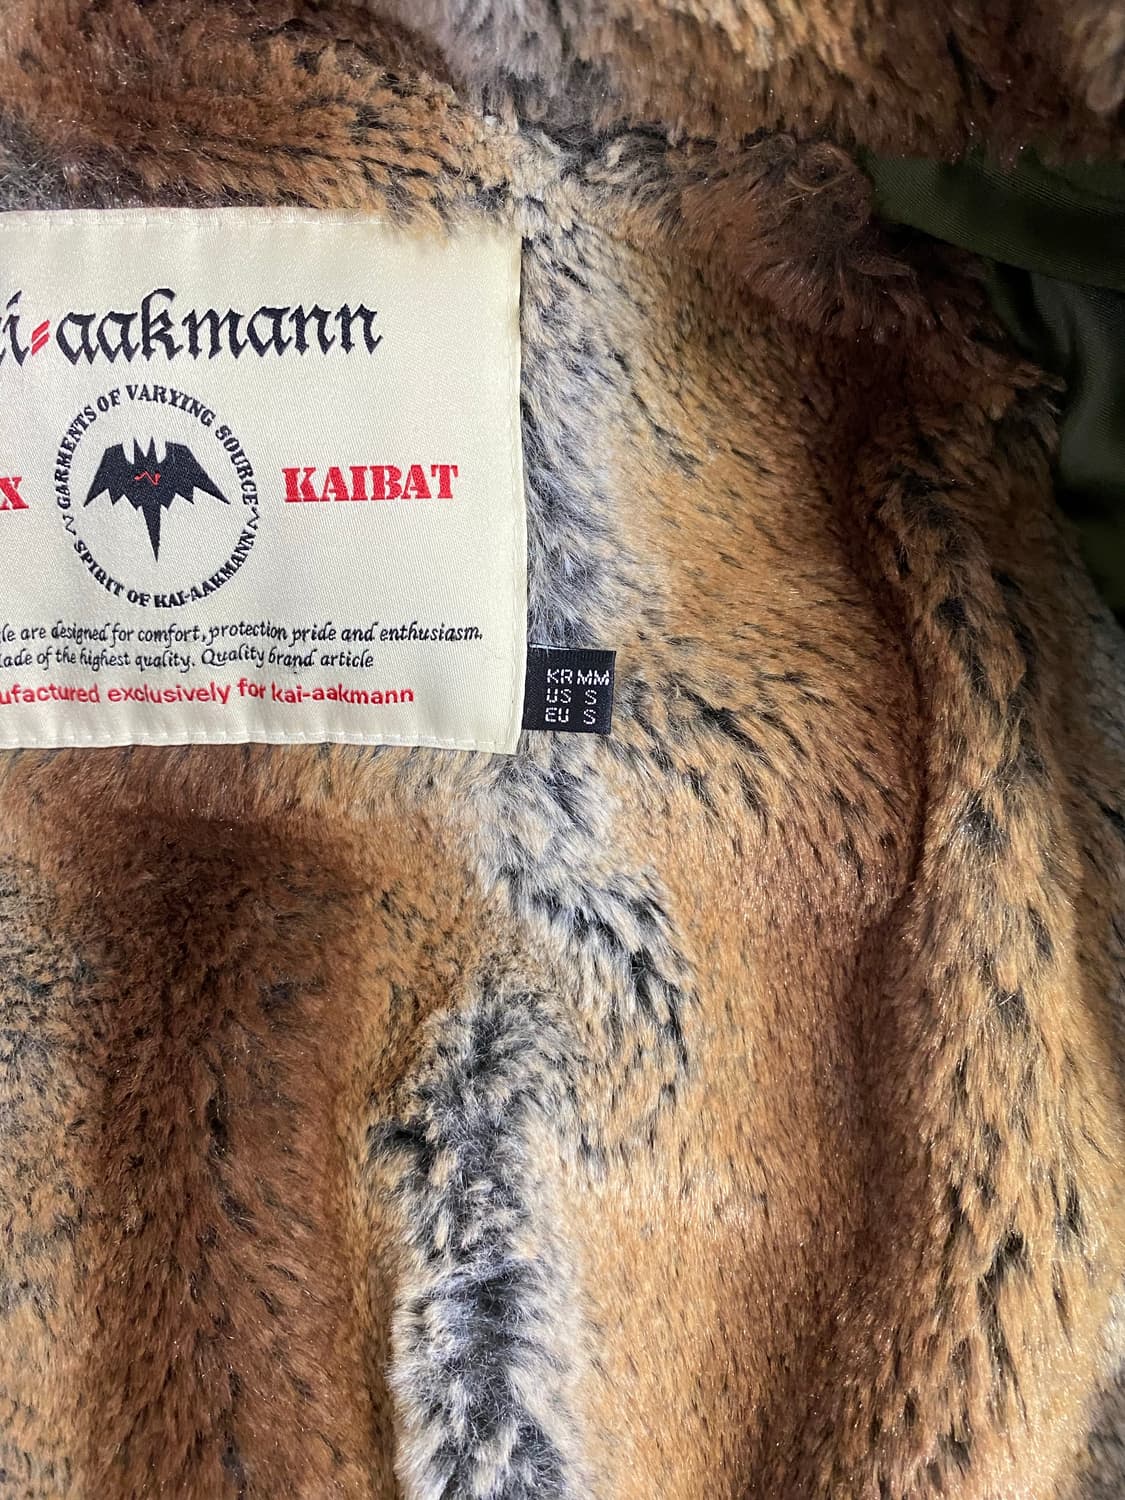 i=aakmann
GARMENTS OF VARYING SOURCE
X
KAIBAT
SPIRIT OF KAI-AAKMANN
le are designed for comfort, protection pride and enthusiasm.
ade of the highest quality. Quality brand article
ufactured exclusively for kai-aakmann
KR MM
US S
EU S